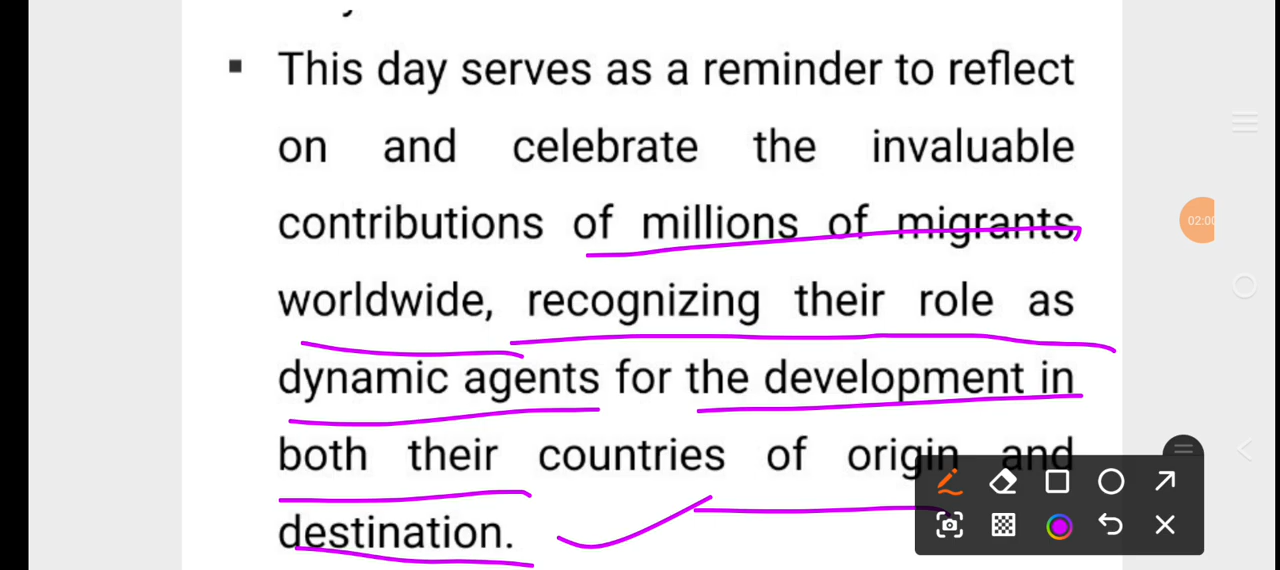 ▪ This day serves as a reminder to reflect
on and celebrate the invaluable
contributions of millions of migrants
worldwide, recognizing their role as
dynamic agents for the development in
both their countries of origin and
destination.
02:00